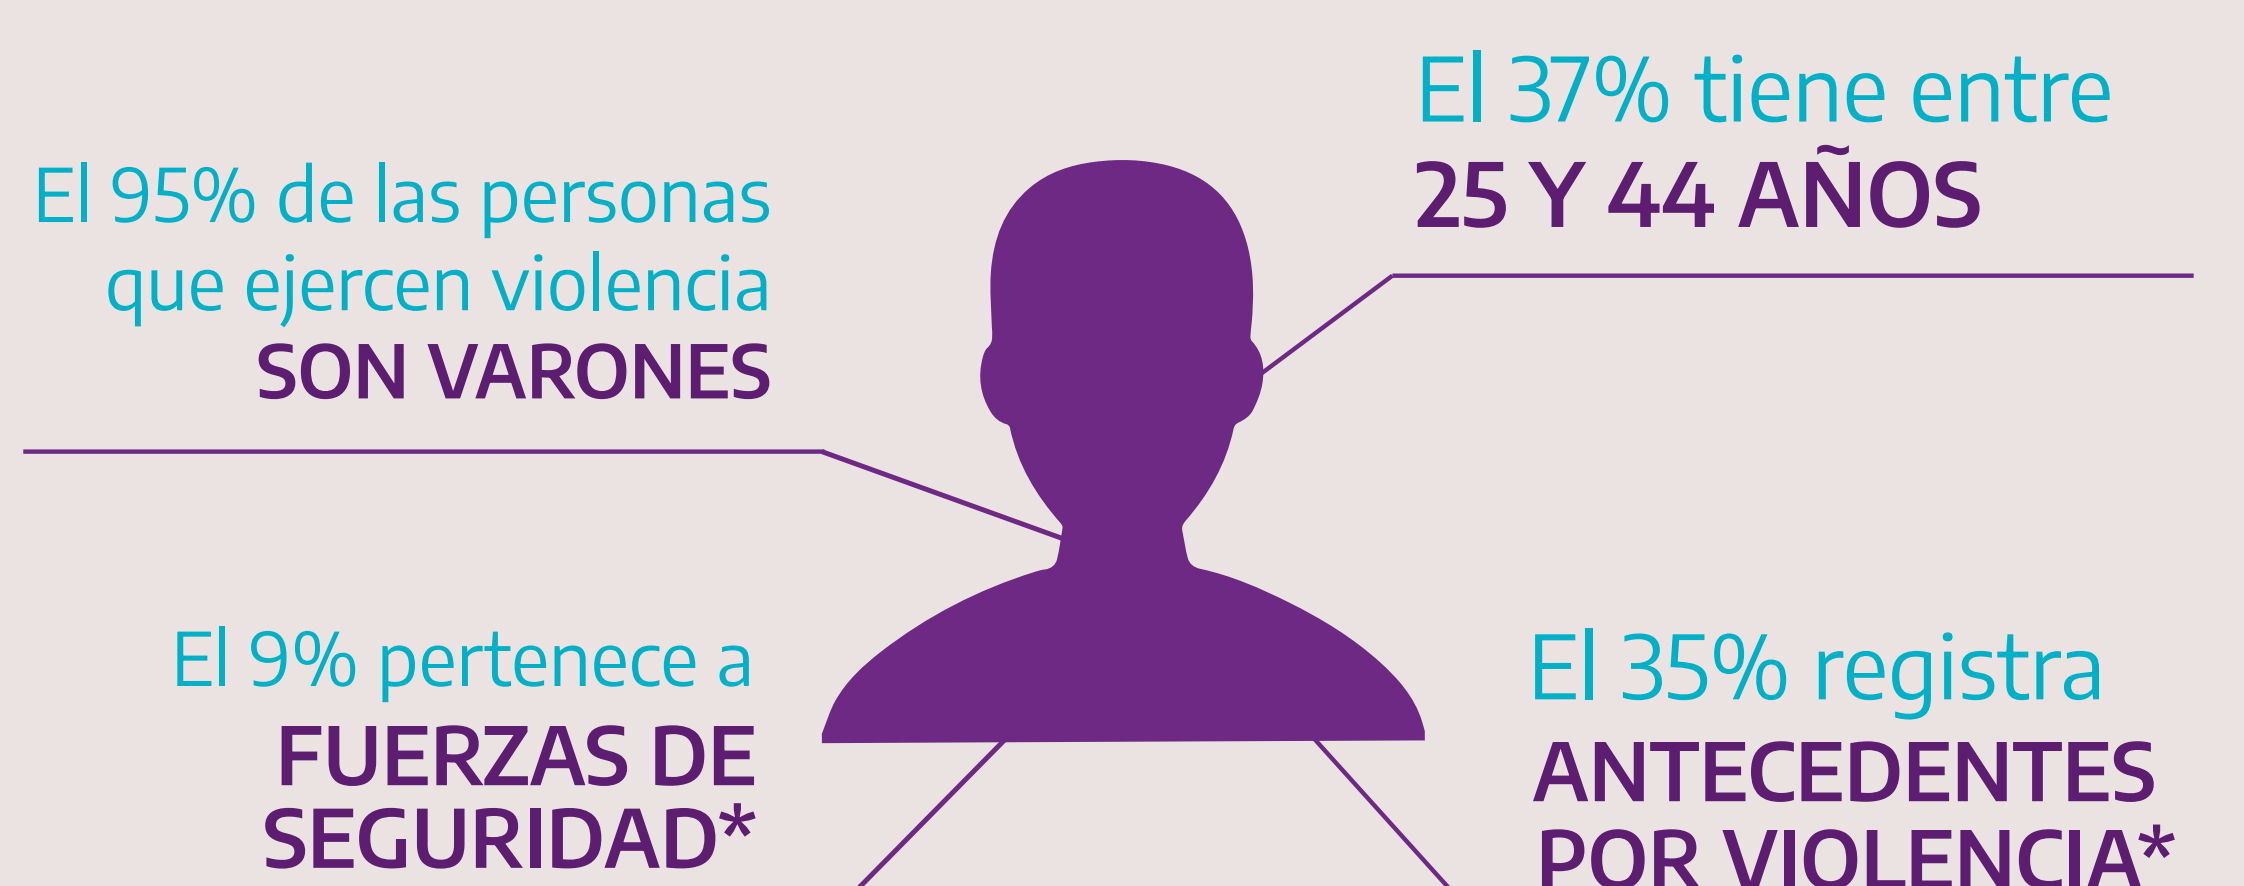 El 95% de las personas
que ejercen violencia
SON VARONES
El 37% tiene entre
25 Y 44 AÑOS
El 9% pertenece a
FUERZAS DE
SEGURIDAD*
El 35% registra
ANTECEDENTES
POR VIOLENCIA*